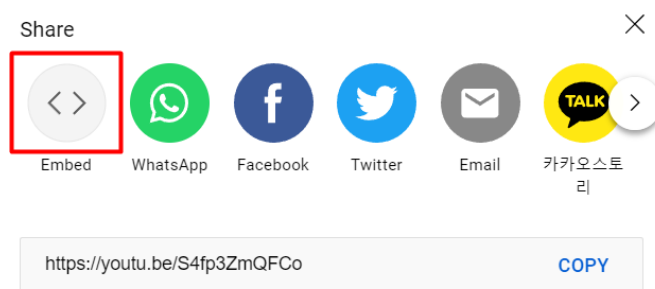 Share
TALK
Embed
WhatsApp
Facebook
Twitter
Email
카카오스토
리
https://youtu.be/S4fp3ZmQFCo
COPY